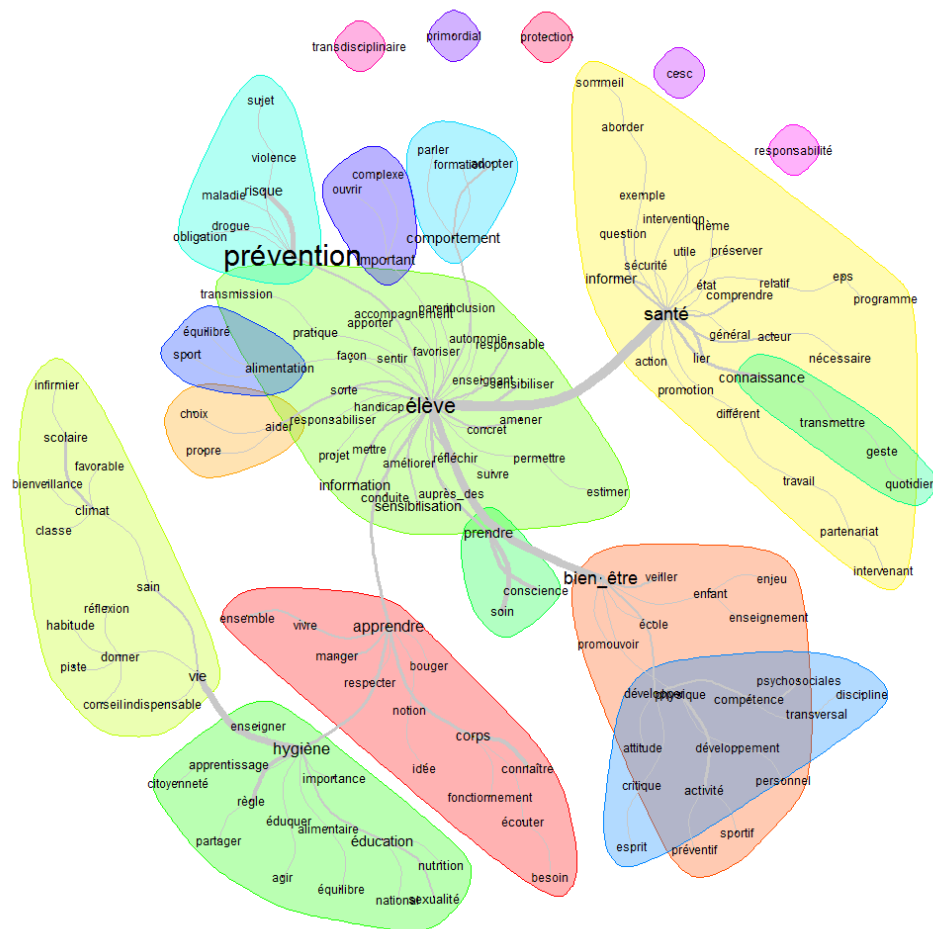 transdisciplinaire
primordial
protection
cesc
responsabilité
sujet
violence
risque
maladie
drogue
obligation
prévention
complexe
ouvrir
important
parler
formation
adopter
comportement
sommeil
aborder
exemple
intervention
thème
question
utile
préserver
sécurité
informer
état
relatif
eps
comprendre
programme
santé
général
acteur
lier
nécessaire
action
connaissance
promotion
différent
transmettre
geste
quotidien
travail
partenariat
intervenant
transmission
parent
inclusion
accompagnement
apporter
pratique
autonomie
responsable
façon
sentir
favoriser
enseignant
sensibiliser
sorte
handicap
élève
amener
responsabiliser
concret
projet
mettre
réfléchir
permettre
améliorer
suivre
information
conduite
auprès_des
estimer
sensibilisation
équilibré
sport
alimentation
choix
aider
propre
prendre
conscience
soin
infirmier
scolaire
favorable
bienveillance
climat
classe
sain
réflexion
habitude
donner
piste
vie
conseil
indispensable
ensemble
vivre
apprendre
manger
bouger
respecter
notion
corps
idée
connaître
fonctionnement
écouter
besoin
enseigner
hygiène
apprentissage
importance
citoyenneté
règle
éduquer
alimentaire
partager
éducation
agir
nutrition
équilibre
national
sexualité
bien_être
veiller
enjeu
enfant
école
enseignement
promouvoir
psychosociales
développer
physique
compétence
discipline
transversal
attitude
développement
critique
activité
personnel
sportif
esprit
préventif